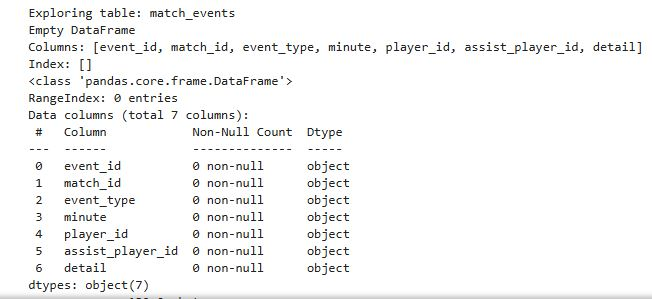 Exploring table: match_events
Empty DataFrame
Columns: [event_id, match_id, event_type, minute, player_id, assist_player_id, detail]
Index: []
<class 'pandas.core.frame.DataFrame'>
RangeIndex: 0 entries
Data columns (total 7 columns):
 #   Column            Non-Null Count  Dtype
---  ------            --------------  -----
 0   event_id          0 non-null      object
 1   match_id          0 non-null      object
 2   event_type        0 non-null      object
 3   minute            0 non-null      object
 4   player_id         0 non-null      object
 5   assist_player_id  0 non-null      object
 6   detail            0 non-null      object
dtypes: object(7)